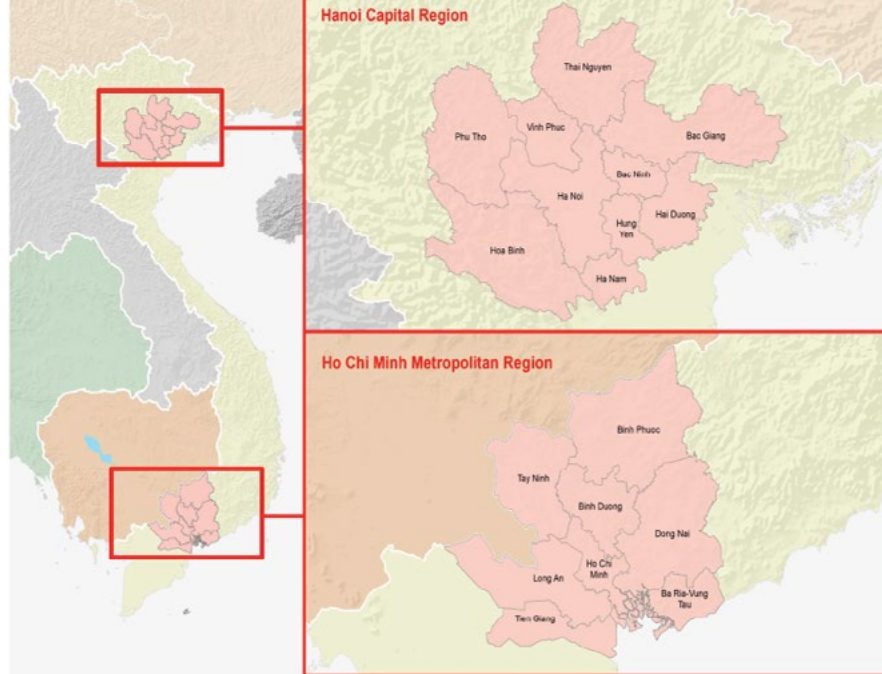 Hanoi Capital Region
Thai Nguyen
Phu Tho
Vinh Phuc
Bac Giang
Bac Ninh
Ha Noi
Hung
Yen
Hai Duong
Hoa Binh
Ha Nam
Ho Chi Minh Metropolitan Region
Binh Phuoc
Tay Ninh
Binh Duong
Dong Nai
Ho Chi
Minh
Long An
Ba Ria-Vung
Tau
Tien Giang